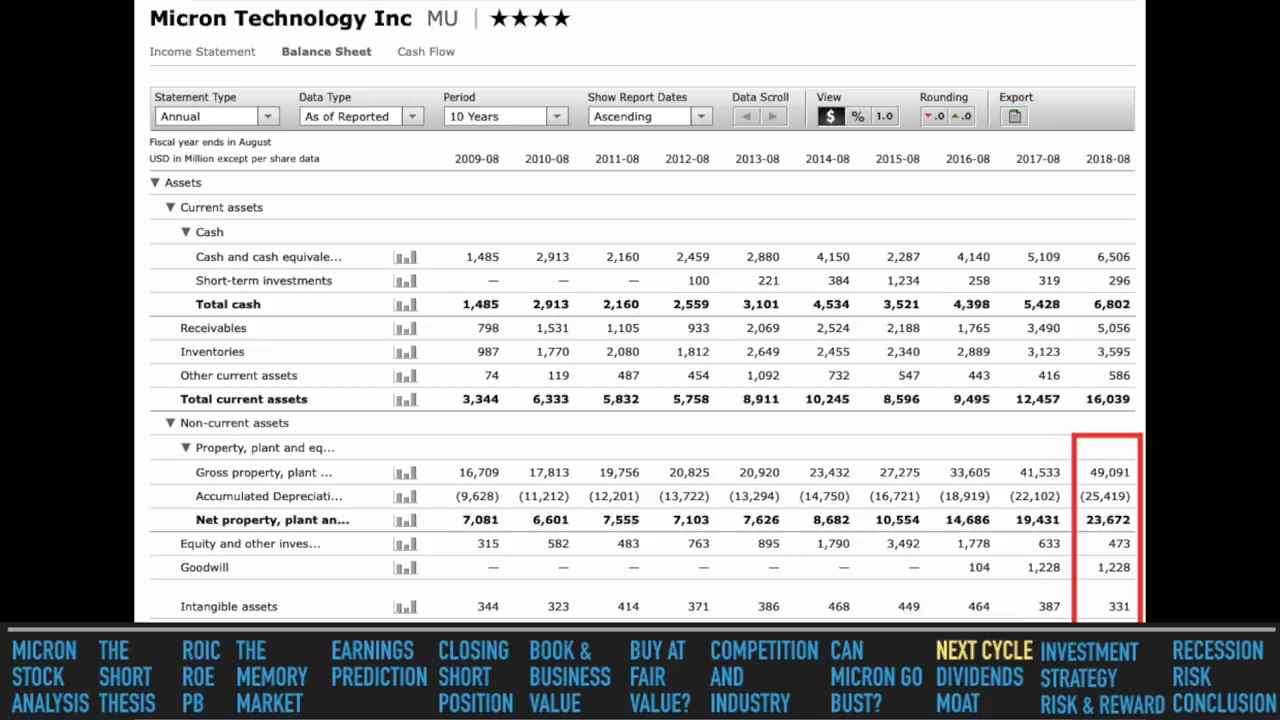 Micron Technology Inc MU | ★★★★
Income Statement Balance Sheet Cash Flow
Statement Type Data Type Period Show Report Dates Data Scroll View Rounding Export
Annual As of Reported 10 Years Ascending $ % 1.0 .0 .0
Fiscal year ends in August
USD in Million except per share data 2009-08 2010-08 2011-08 2012-08 2013-08 2014-08 2015-08 2016-08 2017-08 2018-08
Assets
Current assets
Cash
Cash and cash equivale... 1,485 2,913 2,160 2,459 2,880 4,150 2,287 4,140 5,109 6,506
Short-term investments — — — 100 221 384 1,234 258 319 296
Total cash 1,485 2,913 2,160 2,559 3,101 4,534 3,521 4,398 5,428 6,802
Receivables 798 1,531 1,105 933 2,069 2,524 2,188 1,765 3,490 5,056
Inventories 987 1,770 2,080 1,812 2,649 2,455 2,340 2,889 3,123 3,595
Other current assets 74 119 487 454 1,092 732 547 443 416 586
Total current assets 3,344 6,333 5,832 5,758 8,911 10,245 8,596 9,495 12,457 16,039
Non-current assets
Property, plant and eq...
Gross property, plant ... 16,709 17,813 19,756 20,825 20,920 23,432 27,275 33,605 41,533 49,091
Accumulated Depreciati... (9,628) (11,212) (12,201) (13,722) (13,294) (14,750) (16,721) (18,919) (22,102) (25,419)
Net property, plant an... 7,081 6,601 7,555 7,103 7,626 8,682 10,554 14,686 19,431 23,672
Equity and other inves... 315 582 483 763 895 1,790 3,492 1,778 633 473
Goodwill — — — — — — — 104 1,228 1,228
Intangible assets 344 323 414 371 386 468 449 464 387 331
MICRON STOCK ANALYSIS
THE SHORT THESIS
ROIC ROE PB
THE MEMORY MARKET
EARNINGS PREDICTION
CLOSING SHORT POSITION
BOOK & BUSINESS VALUE
BUY AT FAIR VALUE?
COMPETITION AND INDUSTRY
CAN MICRON GO BUST?
NEXT CYCLE DIVIDENDS MOAT
INVESTMENT STRATEGY RISK & REWARD
RECESSION RISK CONCLUSION